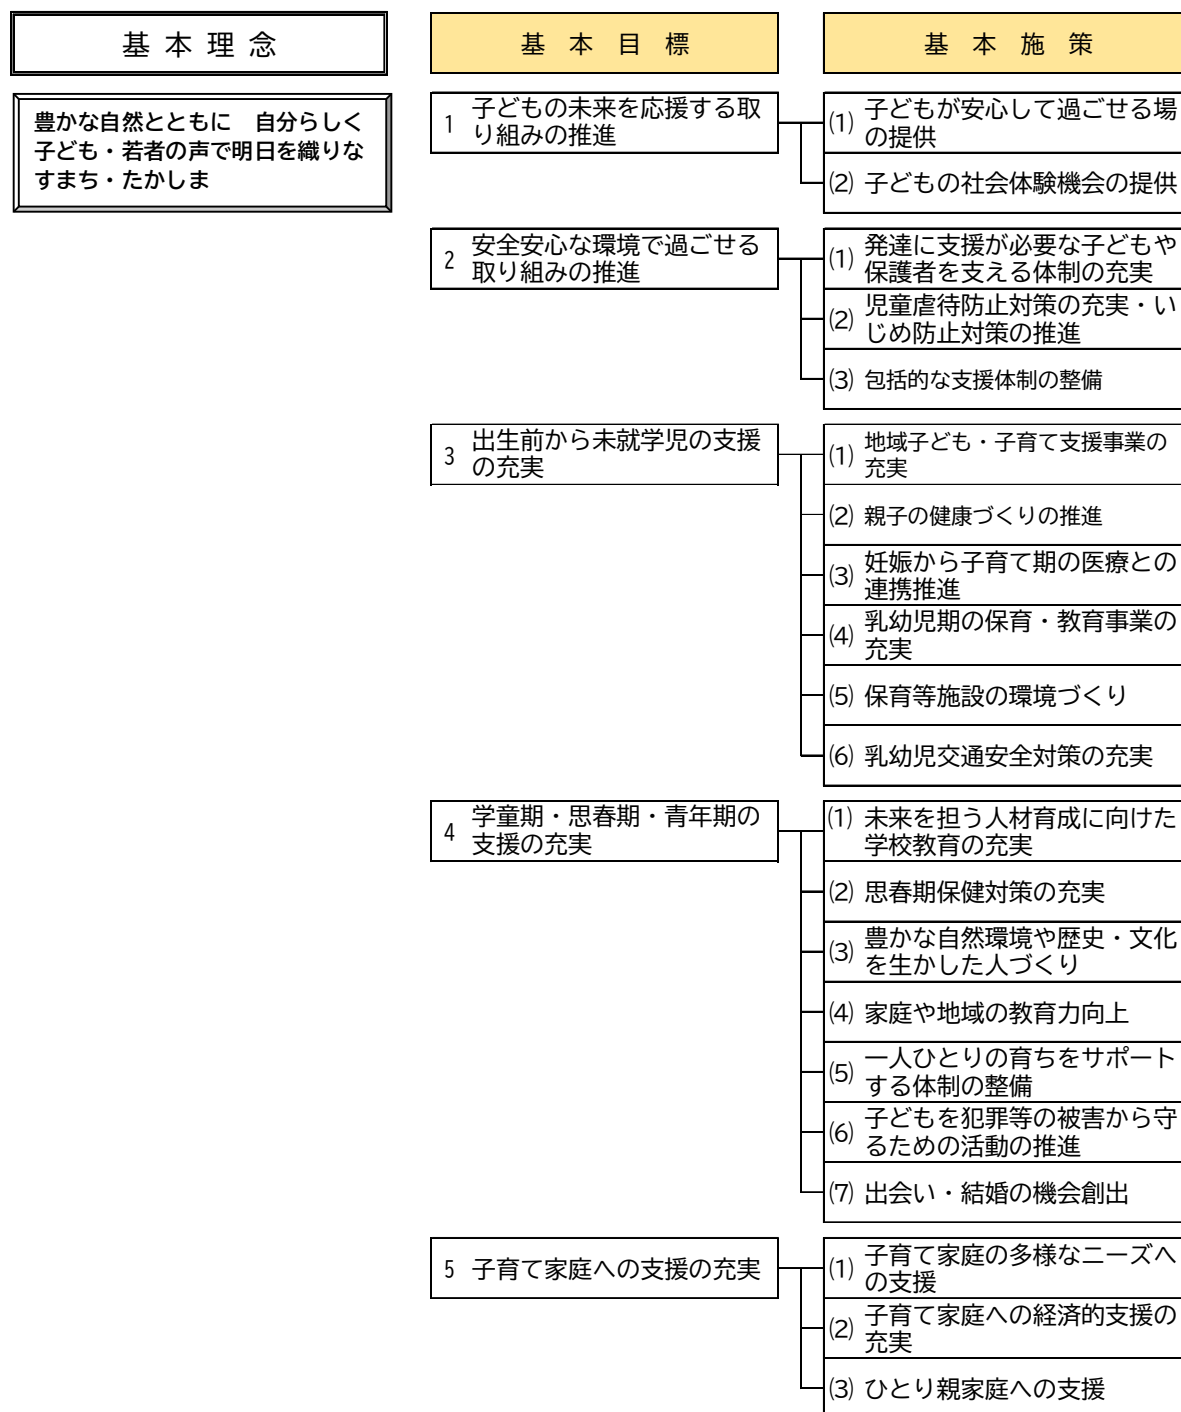 基本理念
基本目標
基本施策
豊かな自然とともに　自分らしく
子ども・若者の声で明日を織りな
すまち・たかしま
1 子どもの未来を応援する取
り組みの推進
⑴ 子どもが安心して過ごせる場
の提供
⑵ 子どもの社会体験機会の提供
2 安全安心な環境で過ごせる
取り組みの推進
⑴ 発達に支援が必要な子どもや
保護者を支える体制の充実
⑵ 児童虐待防止対策の充実・い
じめ防止対策の推進
⑶ 包括的な支援体制の整備
3 出生前から未就学児の支援
の充実
⑴ 地域子ども・子育て支援事業の
充実
⑵ 親子の健康づくりの推進
⑶ 妊娠から子育て期の医療との
連携推進
⑷ 乳幼児期の保育・教育事業の
充実
⑸ 保育等施設の環境づくり
⑹ 乳幼児交通安全対策の充実
4 学童期・思春期・青年期の
支援の充実
⑴ 未来を担う人材育成に向けた
学校教育の充実
⑵ 思春期保健対策の充実
⑶ 豊かな自然環境や歴史・文化
を生かした人づくり
⑷ 家庭や地域の教育力向上
⑸ 一人ひとりの育ちをサポート
する体制の整備
⑹ 子どもを犯罪等の被害から守
るための活動の推進
⑺ 出会い・結婚の機会創出
5 子育て家庭への支援の充実
⑴ 子育て家庭の多様なニーズへ
の支援
⑵ 子育て家庭への経済的支援の
充実
⑶ ひとり親家庭への支援